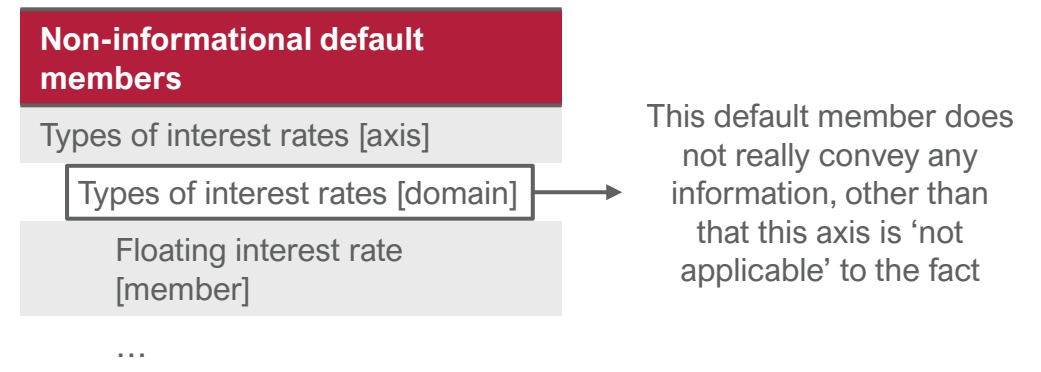 Non-informational default
members
Types of interest rates [axis]
Types of interest rates [domain]
Floating interest rate
[member]
…
This default member does
not really convey any
information, other than
that this axis is ‘not
applicable’ to the fact